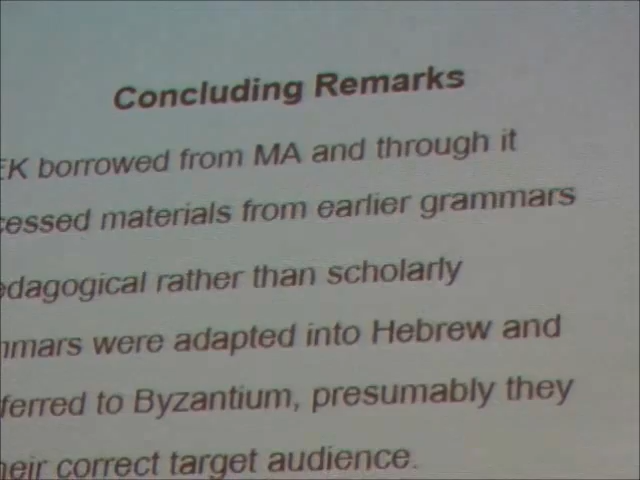 Concluding Remarks
EK borrowed from MA and through it
cessed materials from earlier grammars
edagogical rather than scholarly
mmars were adapted into Hebrew and
ferred to Byzantium, presumably they
heir correct target audience.